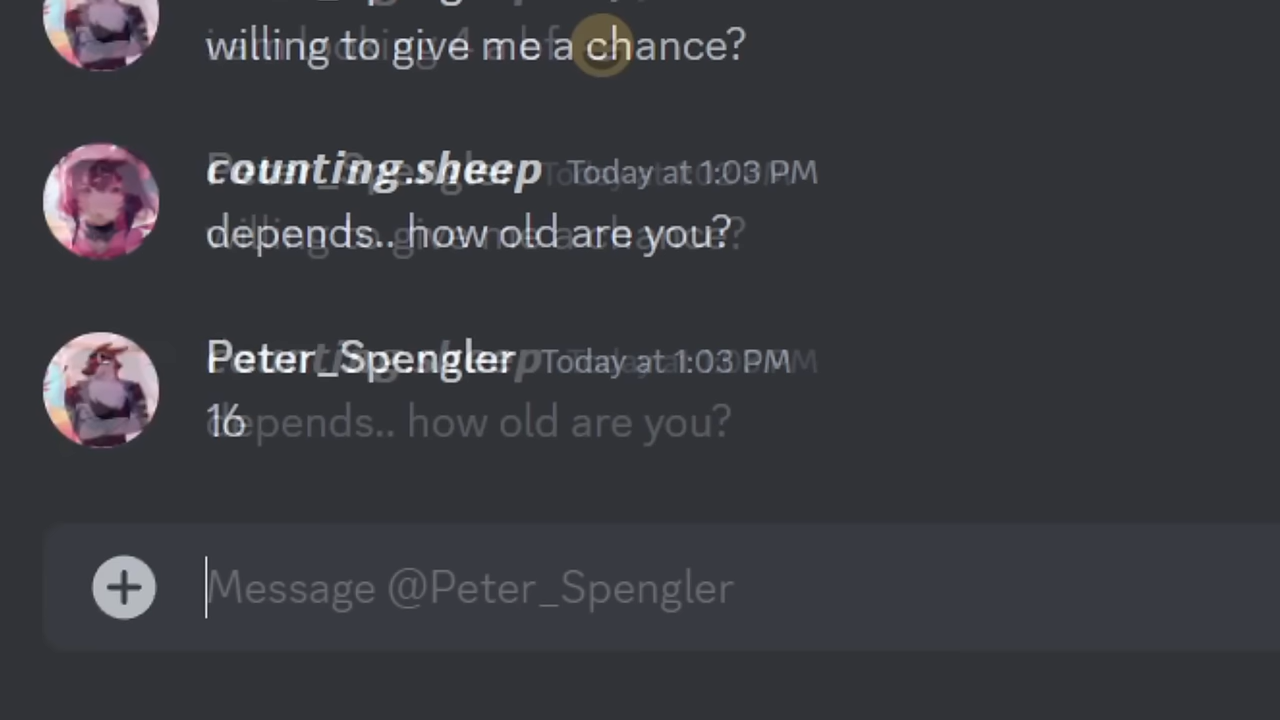 willing to give me a chance?
counting.sheep Today at 1:03 PM
depends.. how old are you?
Peter_Spengler Today at 1:03 PM
16
Message @Peter_Spengler